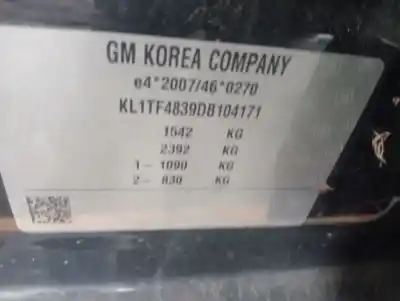 GM KOREA COMPANY
e4*2007/46*0270
KL1TF4839DB104171
1542 KG
2392 KG
1 - 1090 KG
2 - 830 KG